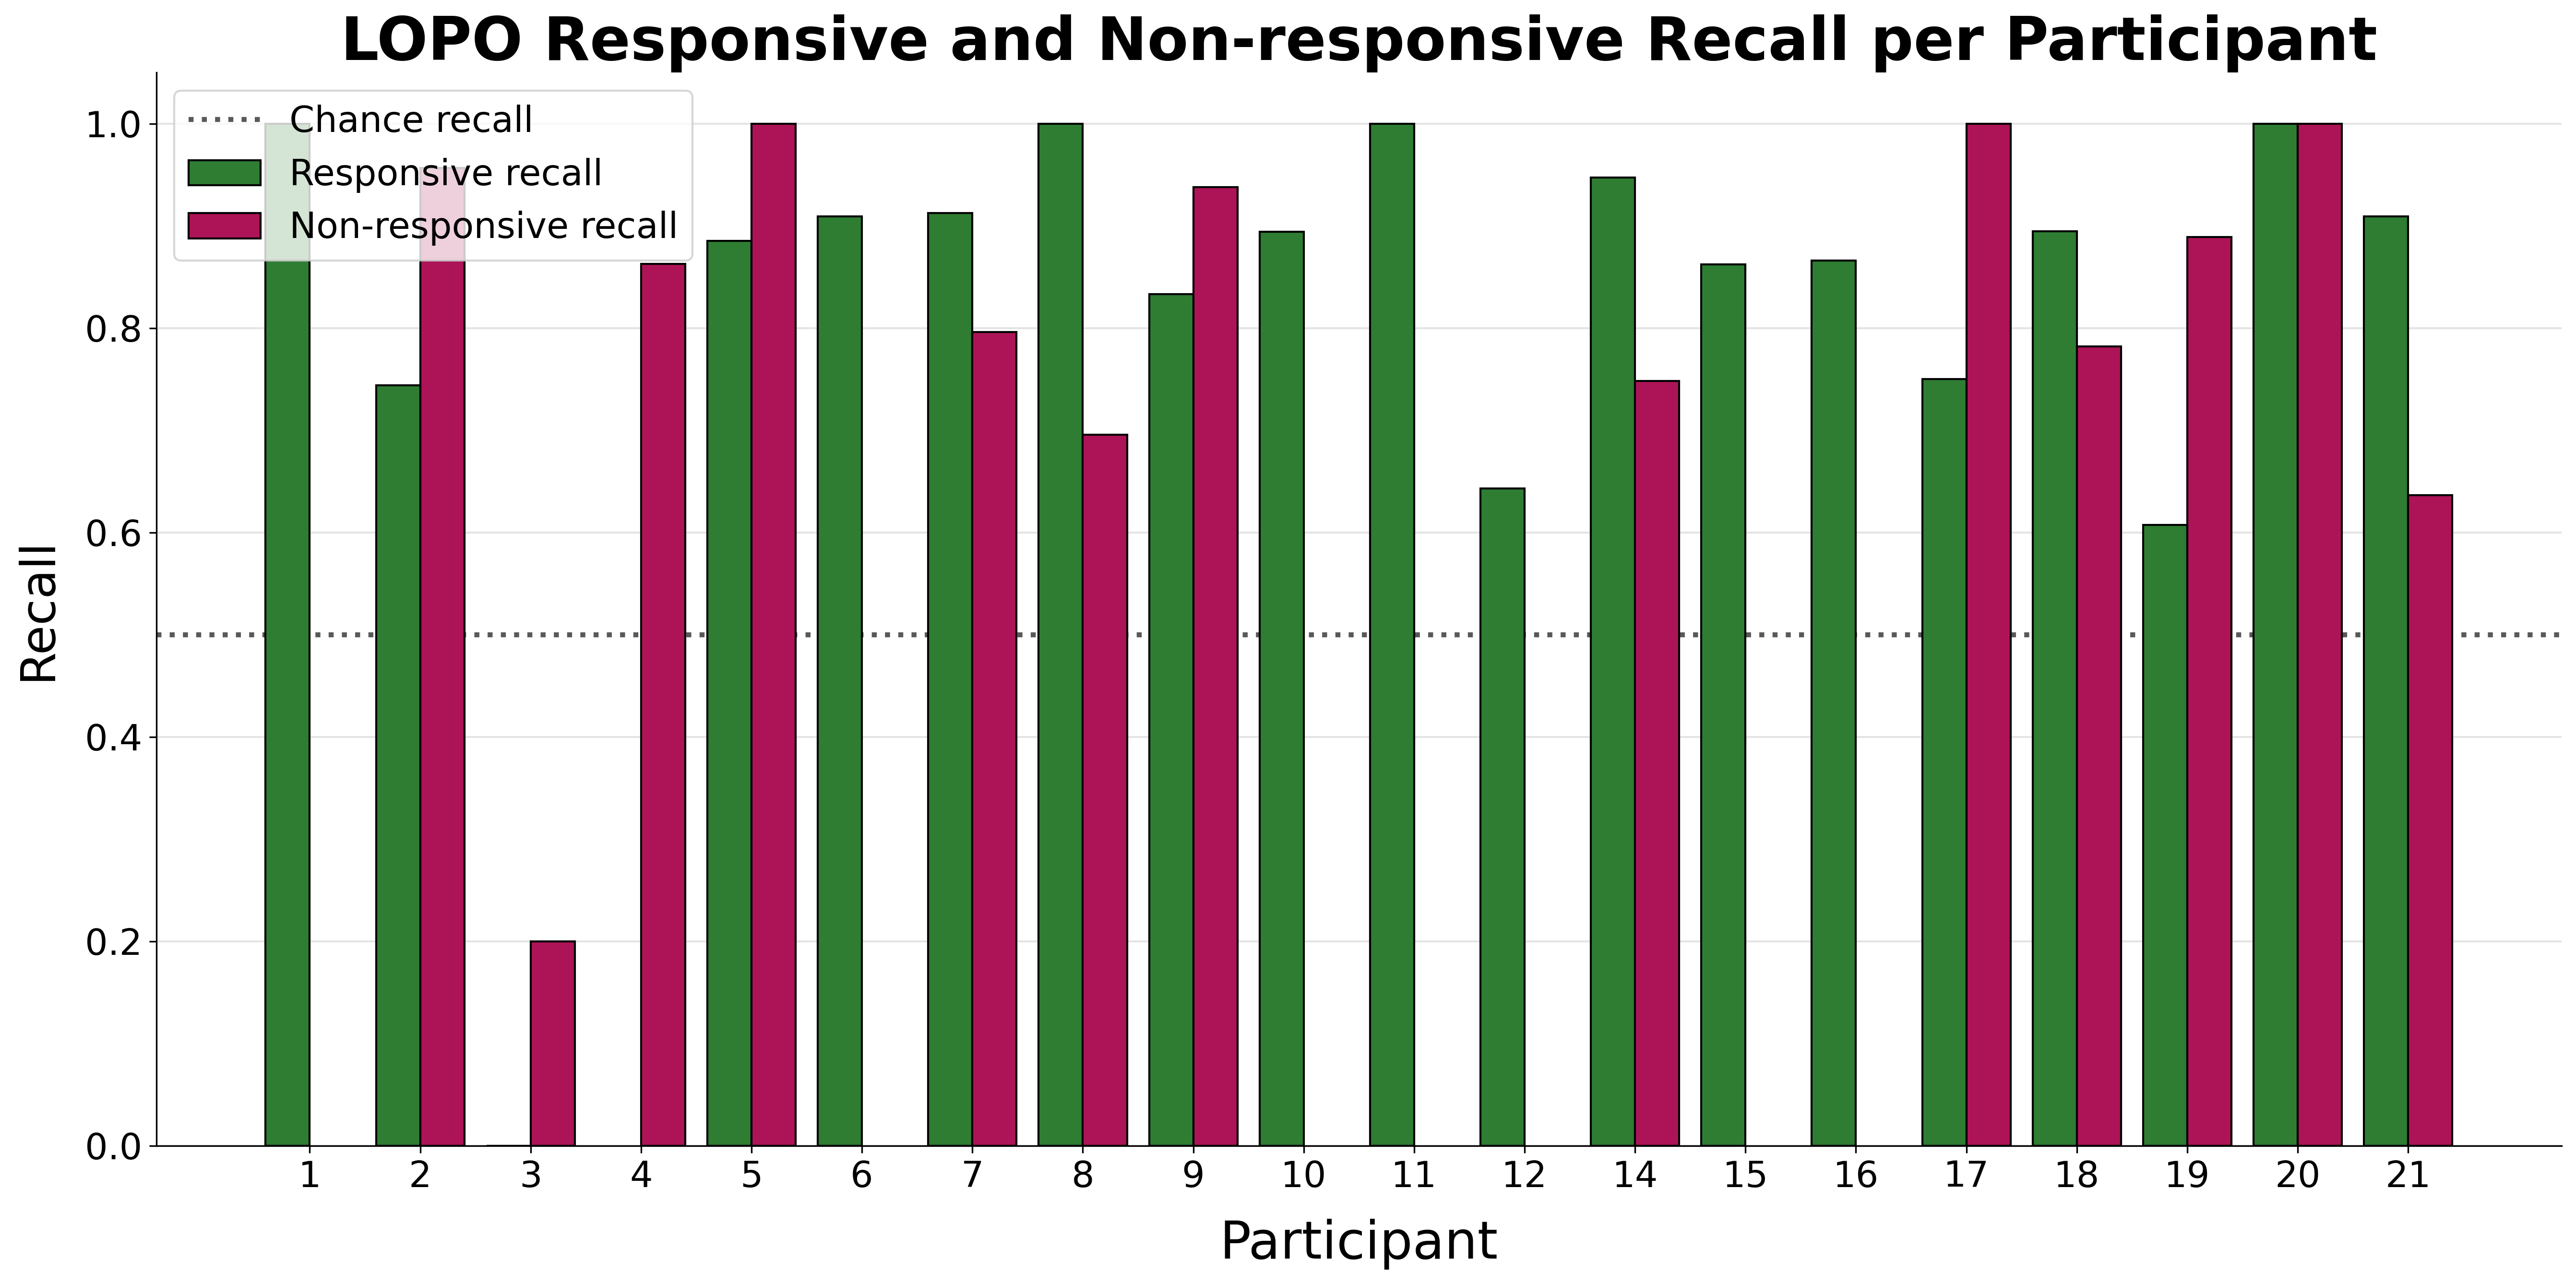 LOPO Responsive and Non-responsive Recall per Participant
Chance recall
Responsive recall
Non-responsive recall
1.0
0.8
0.6
0.4
0.2
0.0
Recall
1 2 3 4 5 6 7 8 9 10 11 12 14 15 16 17 18 19 20 21
Participant